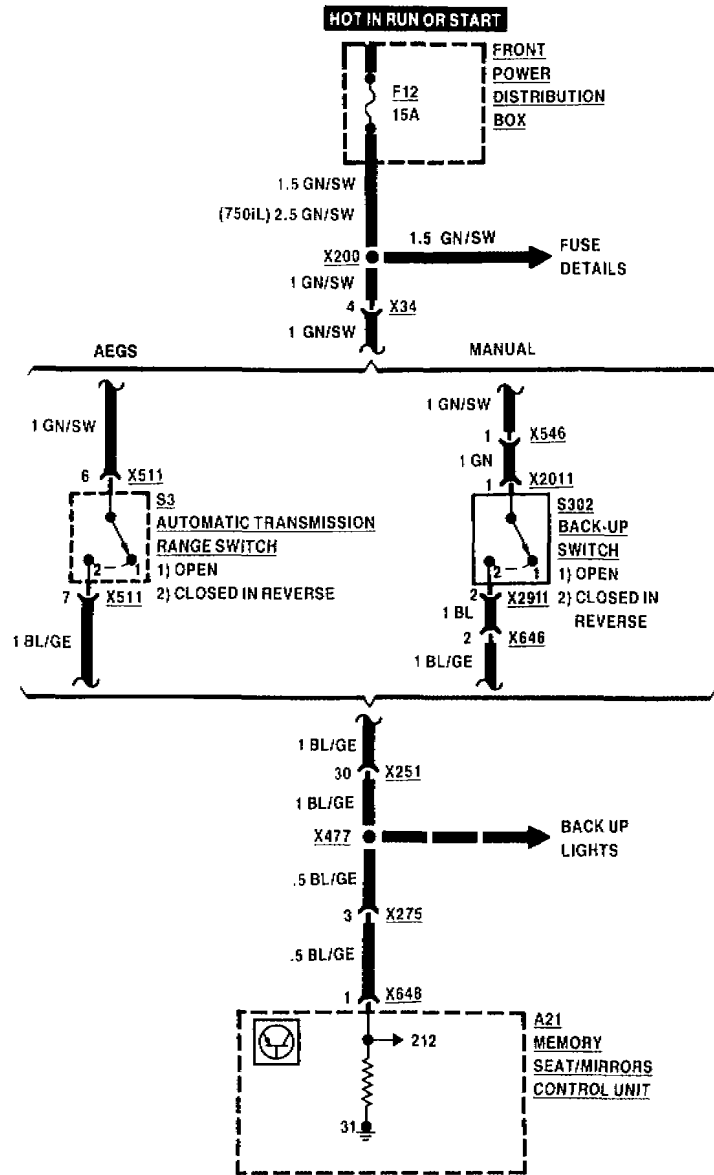 HOT IN RUN OR START
FRONT
POWER
DISTRIBUTION
BOX
F12
15A
1.5 GN/SW
(750iL) 2.5 GN/SW
X200
1.5 GN/SW
FUSE
DETAILS
1 GN/SW
4 X34
1 GN/SW
AEGS
MANUAL
1 GN/SW
6 X511
S3
AUTOMATIC TRANSMISSION
RANGE SWITCH
1) OPEN
2) CLOSED IN REVERSE
2 1
7 X511
1 BL/GE
1 GN/SW
1 X546
1 GN
1 X2011
S302
BACK-UP
SWITCH
1) OPEN
2) CLOSED IN
REVERSE
2 1
2 X2911
1 BL
2 X646
1 BL/GE
1 BL/GE
30 X251
1 BL/GE
X477
BACK UP
LIGHTS
.5 BL/GE
3 X275
.5 BL/GE
1 X648
A21
MEMORY
SEAT/MIRRORS
CONTROL UNIT
212
31